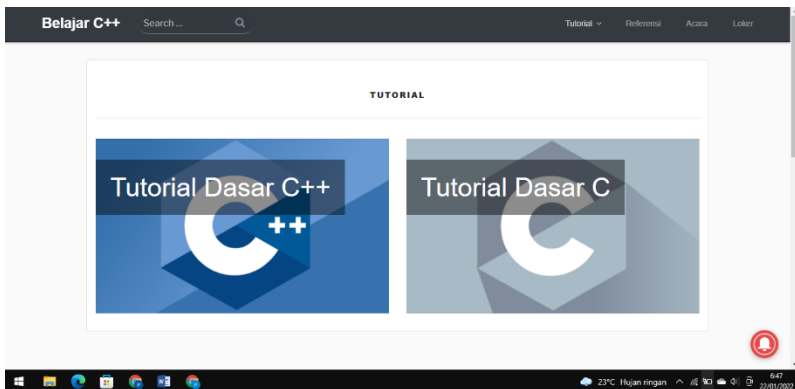 Belajar C++ Search... Tutorial Referensi Acara Loker
TUTORIAL
Tutorial Dasar C++
Tutorial Dasar C
C ++
C
23°C Hujan ringan
6:47
22/01/2022